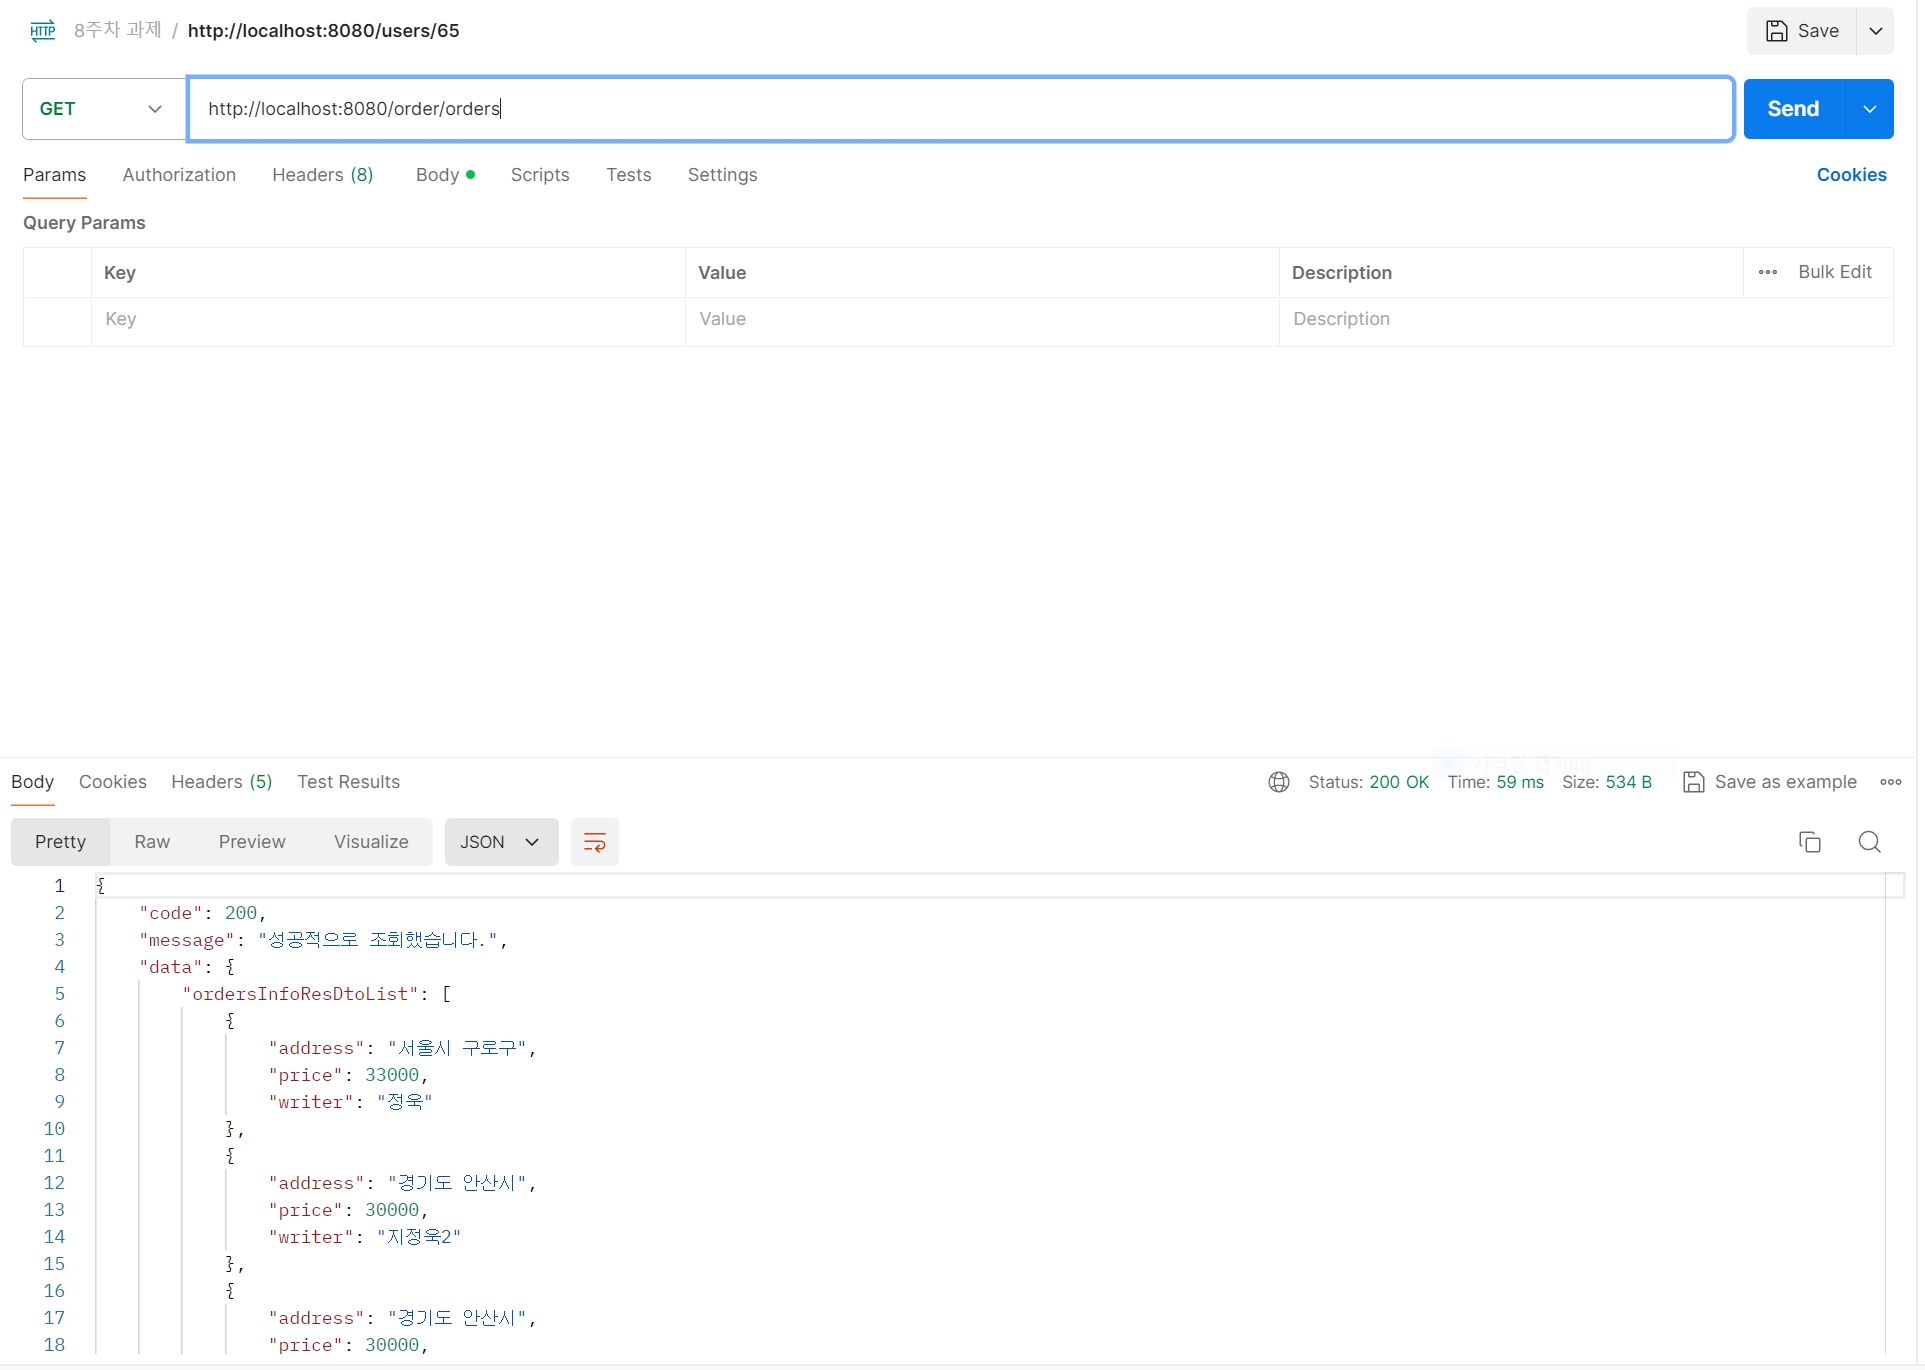 HTTP 8주차 과제 / http://localhost:8080/users/65 Save
GET http://localhost:8080/order/orders Send
Params Authorization Headers (8) Body Scripts Tests Settings Cookies
Query Params
Key Value Description Bulk Edit
Key Value Description
사각형 캡처(R)
Body Cookies Headers (5) Test Results Status: 200 OK Time: 59 ms Size: 534 B Save as example
Pretty Raw Preview Visualize JSON
1 {
2 "code": 200,
3 "message": "성공적으로 조회했습니다.",
4 "data": {
5 "ordersInfoResDtoList": [
6 {
7 "address": "서울시 구로구",
8 "price": 33000,
9 "writer": "정욱"
10 },
11 {
12 "address": "경기도 안산시",
13 "price": 30000,
14 "writer": "지정욱2"
15 },
16 {
17 "address": "경기도 안산시",
18 "price": 30000,